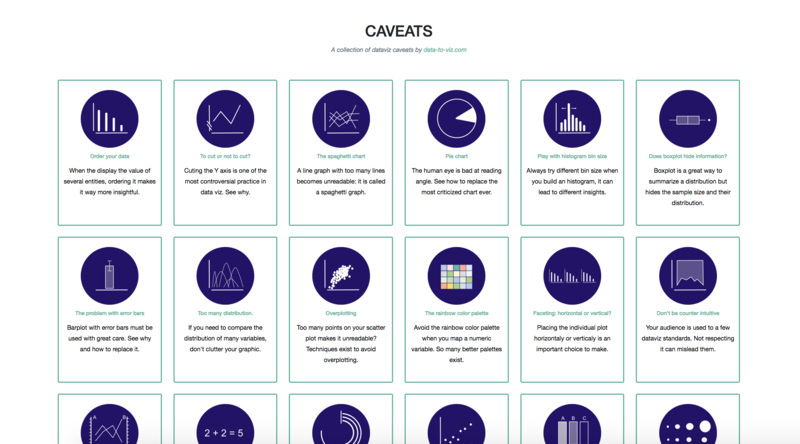 CAVEATS
A collection of dataviz caveats by data-to-viz.com
Order your data
When the display the value of
several entities, ordering it makes
it way more insightful.
To cut or not to cut?
Cuting the Y axis is one of the
most controversial practice in
data viz. See why.
The spaghetti chart
A line graph with too many lines
becomes unreadable: it is called
a spaghetti graph.
Pie chart
The human eye is bad at reading
angle. See how to replace the
most criticized chart ever.
Play with histogram bin size
Always try different bin size when
you build an histogram, it can
lead to different insights.
Does boxplot hide information?
Boxplot is a great way to
summarize a distribution but
hides the sample size and their
distribution.
The problem with error bars
Barplot with error bars must be
used with great care. See why
and how to replace it.
Too many distribution.
If you need to compare the
distribution of many variables,
don't clutter your graphic.
Overplotting
Too many points on your scatter
plot makes it unreadable?
Techniques exist to avoid
overplotting.
The rainbow color palette
Avoid the rainbow color palette
when you map a numeric
variable. So many better palettes
exist.
Faceting: horizontal or vertical?
Placing the individual plot
horizontaly or verticaly is an
important choice to make.
Don't be counter intuitive
Your audience is used to a few
dataviz standards. Not respecting
it can mislead them.
A B
2 + 2 = 5
A B C